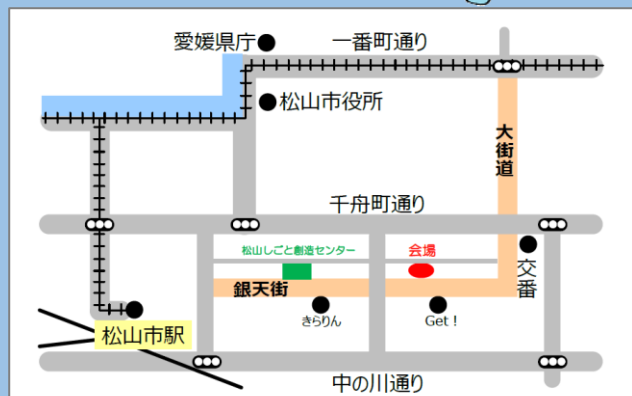 愛媛県庁
一番町通り
松山市役所
大街道
千舟町通り
松山しごと創造センター
会場
交番
銀天街
きらりん
Get！
松山市駅
中の川通り